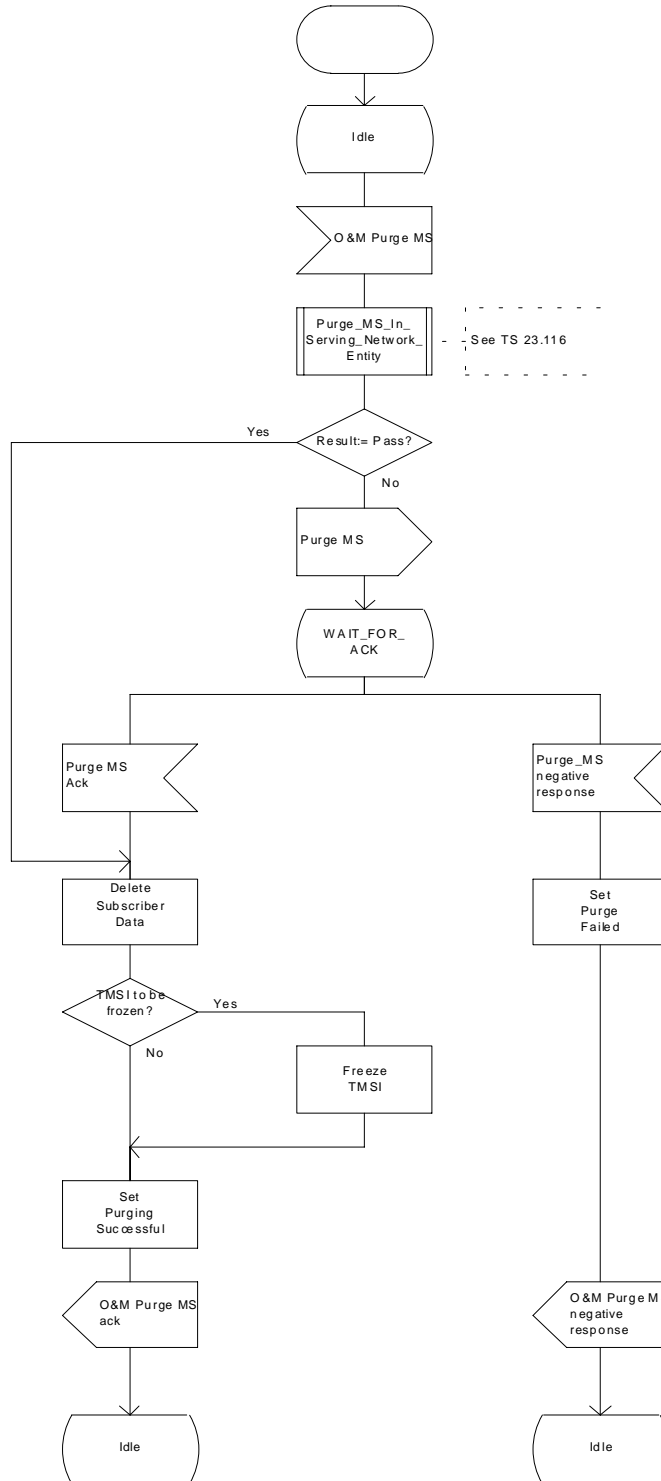 Idle
O&M Purge MS
Purge_MS_In_
Serving_Network_
Entity
See TS 23.116
Yes
Result:= Pass?
No
Purge MS
WAIT_FOR_
ACK
Purge MS
Ack
Purge_MS
negative
response
Delete
Subscriber
Data
Set
Purge
Failed
TMSI to be
frozen?
Yes
No
Freeze
TMSI
Set
Purging
Successful
O&M Purge MS
ack
O&M Purge M
negative
response
Idle
Idle